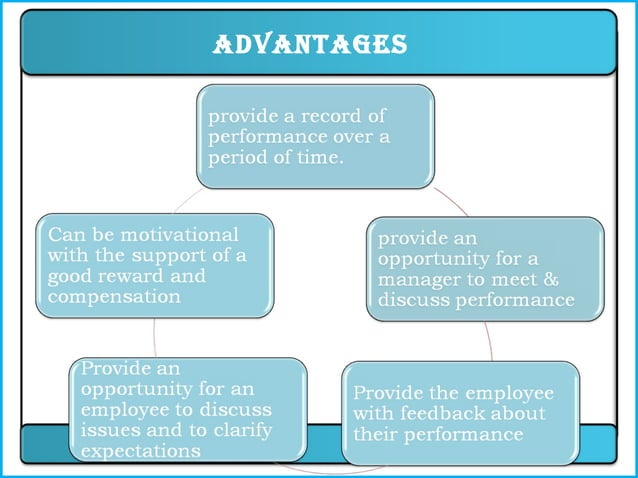 ADVANTAGES
provide a record of
performance over a
period of time.
provide an
opportunity for a
manager to meet &
discuss performance
Provide the employee
with feedback about
their performance
Provide an
opportunity for an
employee to discuss
issues and to clarify
expectations
Can be motivational
with the support of a
good reward and
compensation